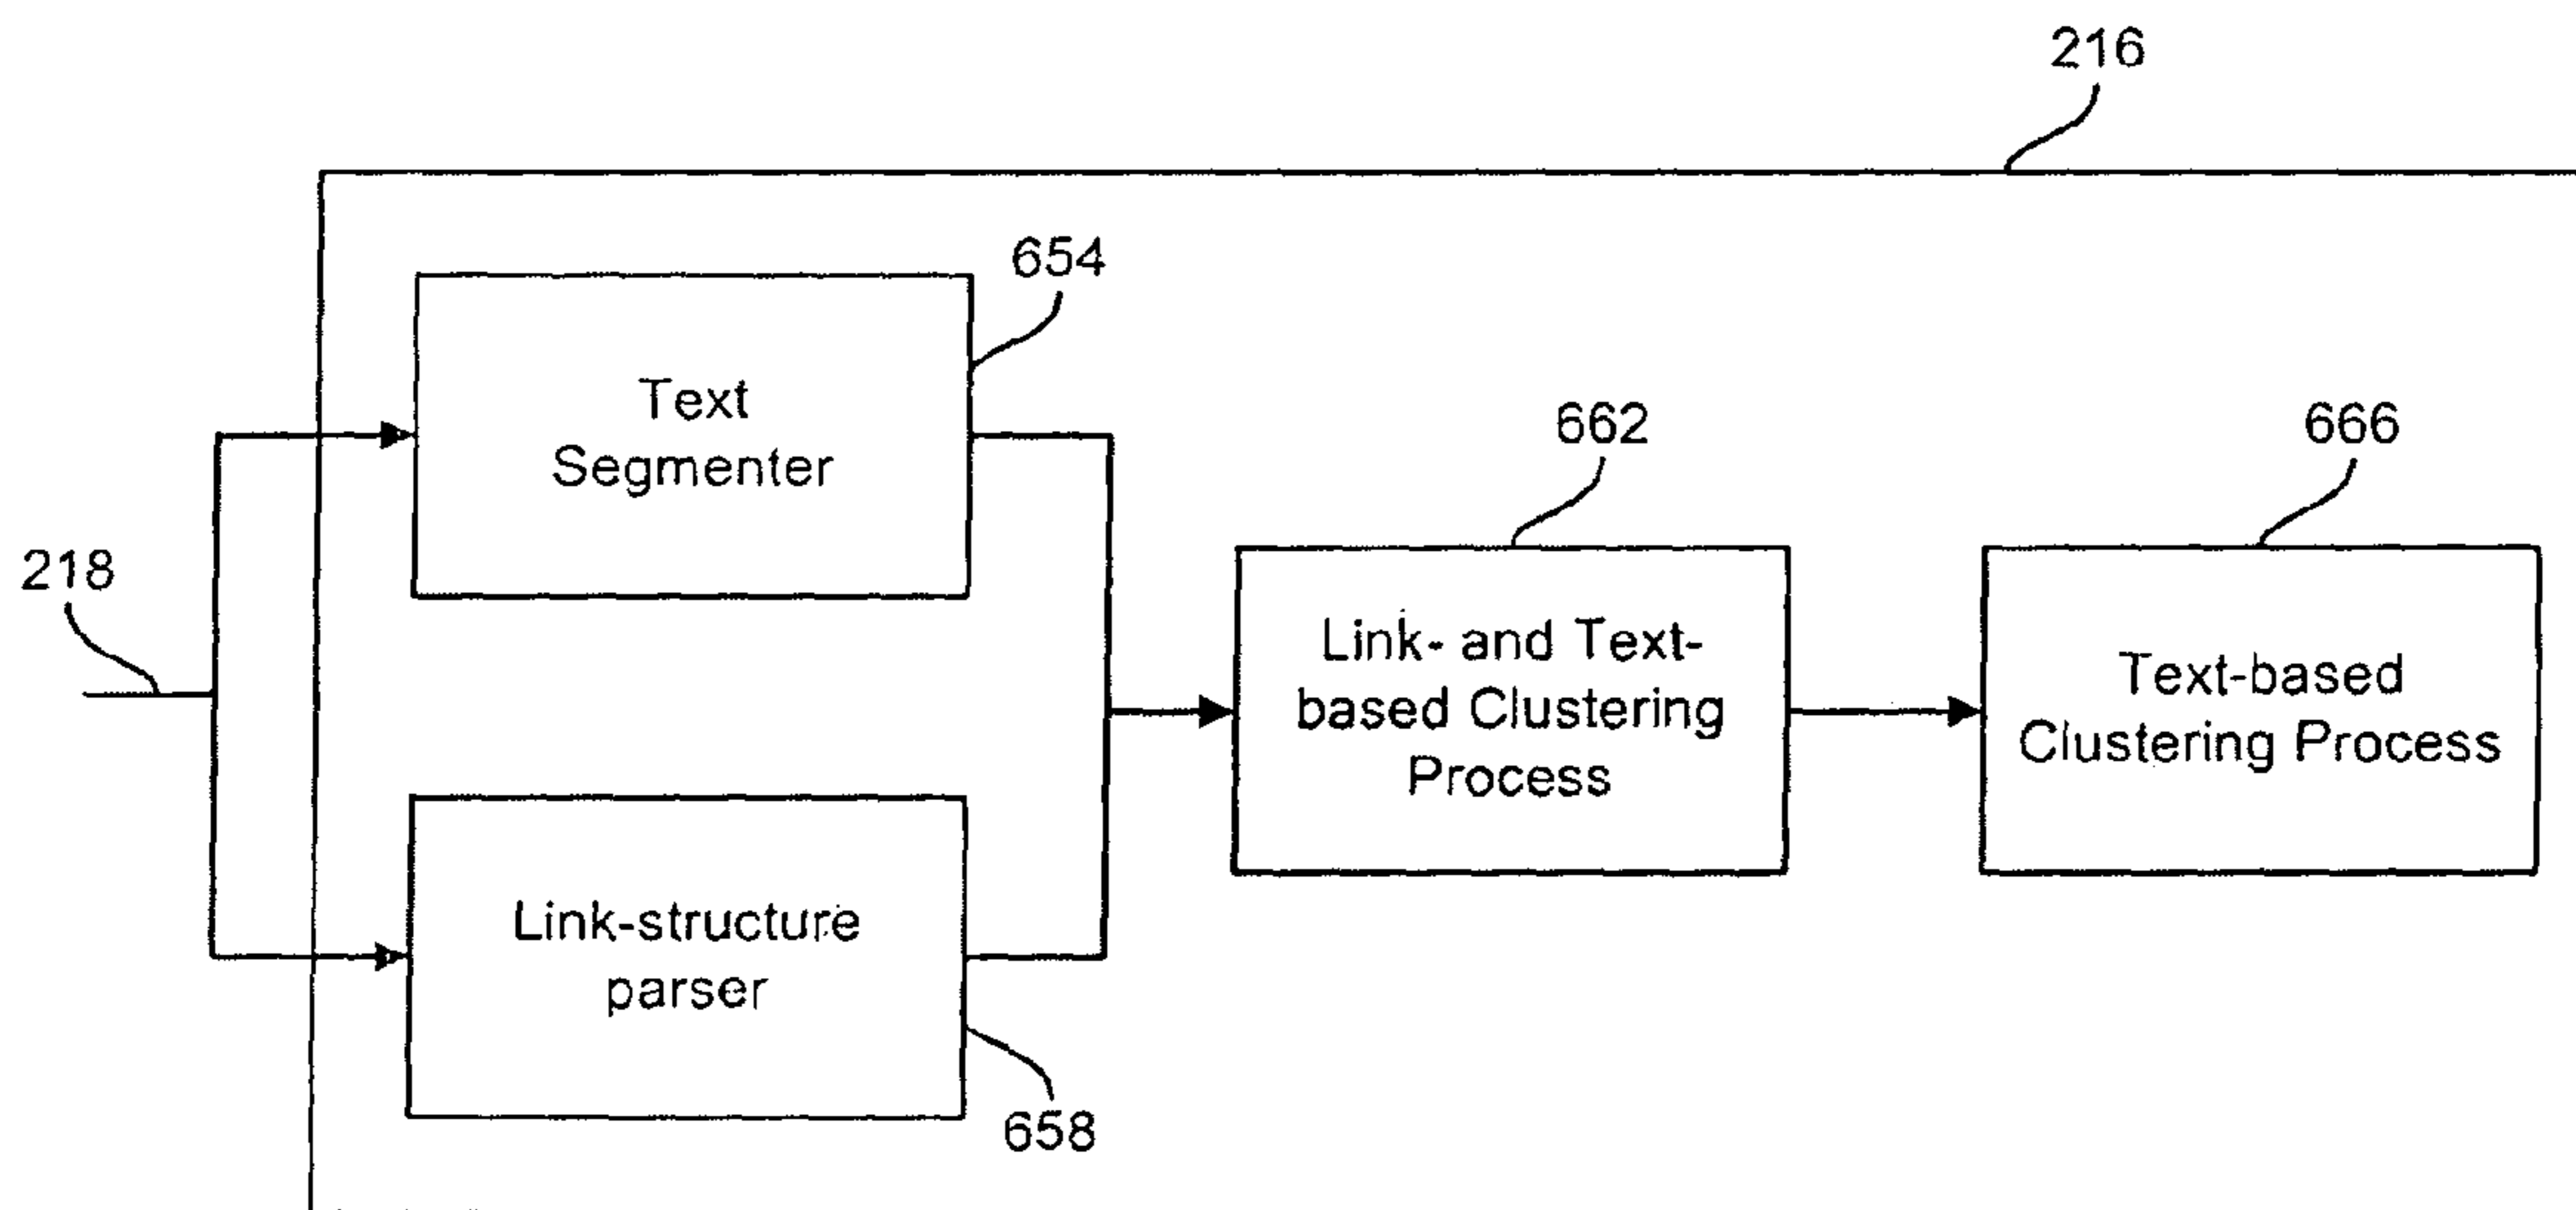 216
654
Text
Segmenter
662
666
218
Link- and Text-
based Clustering
Process
Text-based
Clustering Process
Link-structure
parser
658